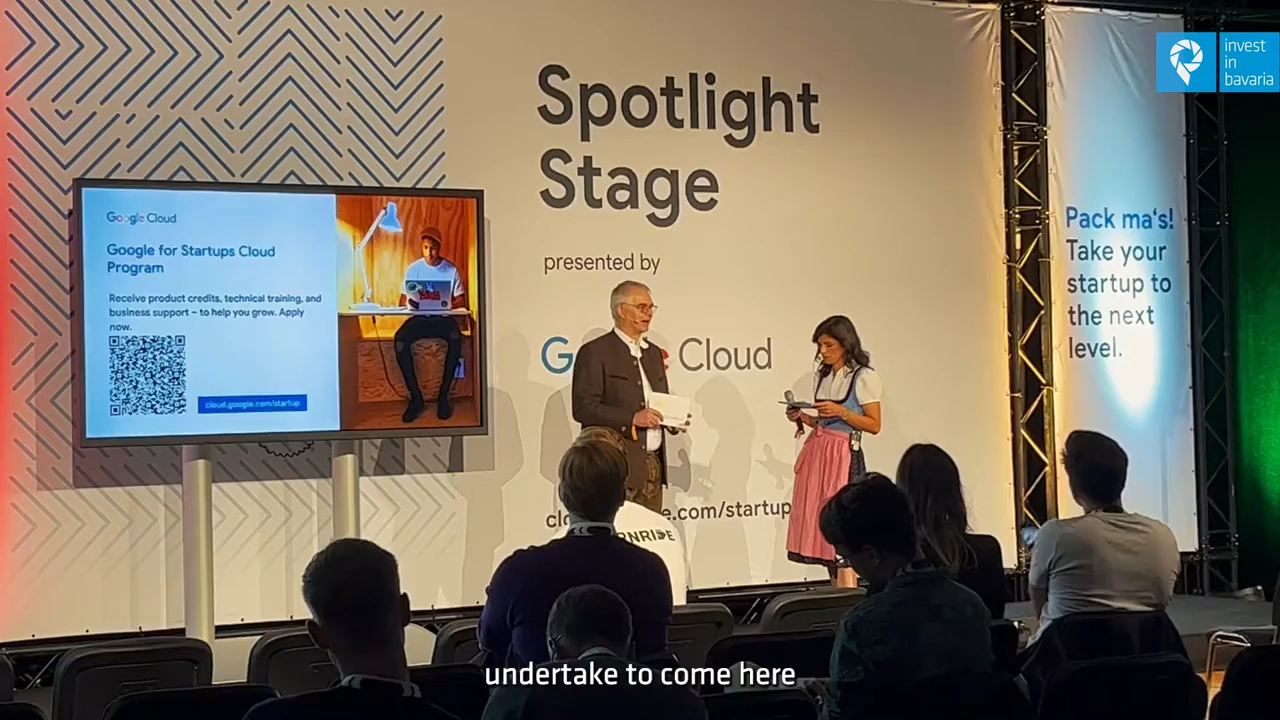 invest
in
bavaria
Spotlight
Stage
presented by
Cloud
Google Cloud
Google for Startups Cloud
Program
Receive product credits, technical training, and
business support – to help you grow. Apply
now.
cloud.google.com/startup
Pack ma's!
Take your
startup to
the next
level.
e.com/startup
undertake to come here